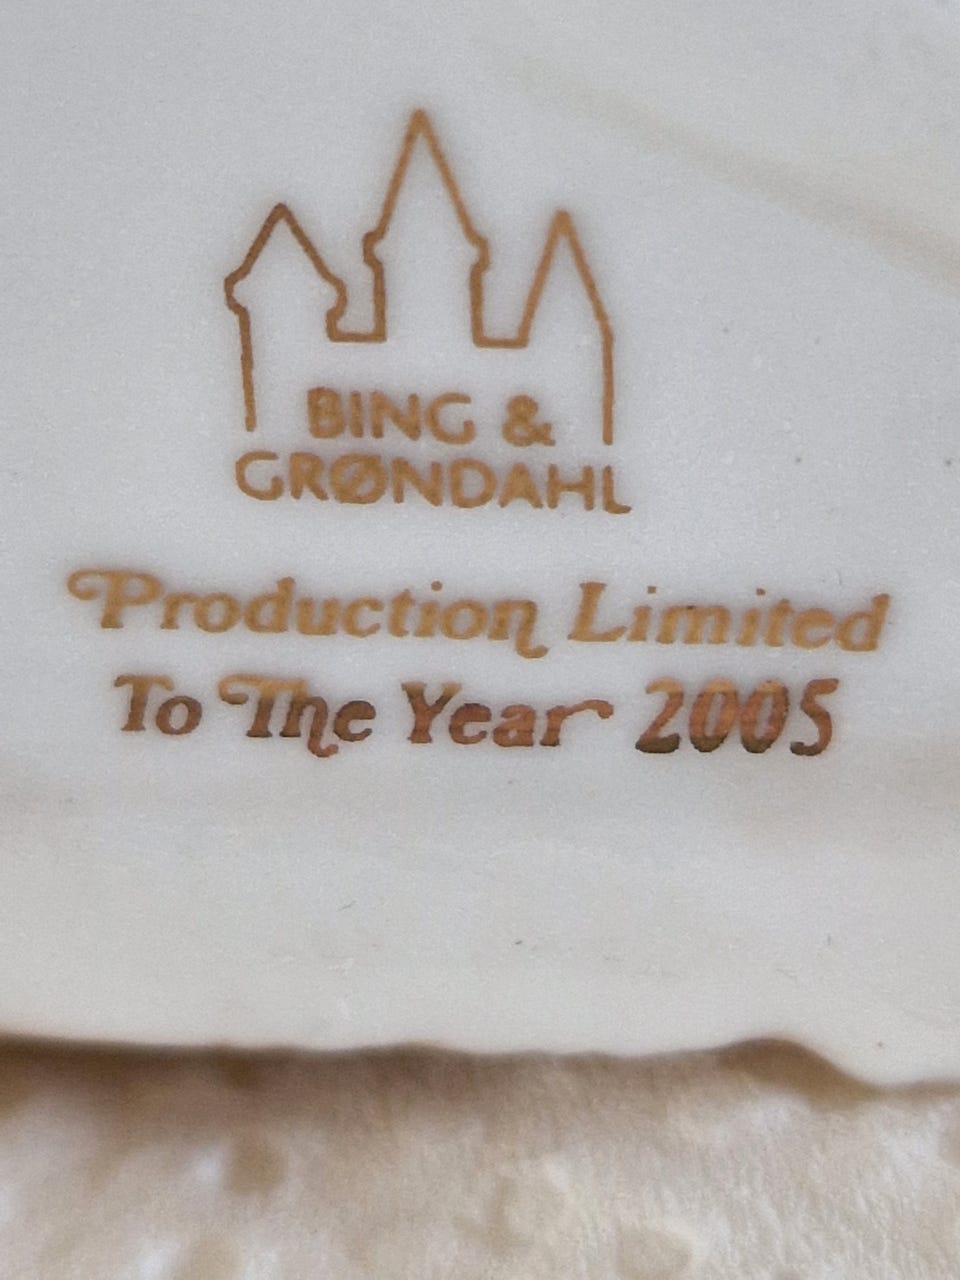 BING &
GRØNDAHL
Production Limited
To The Year 2005